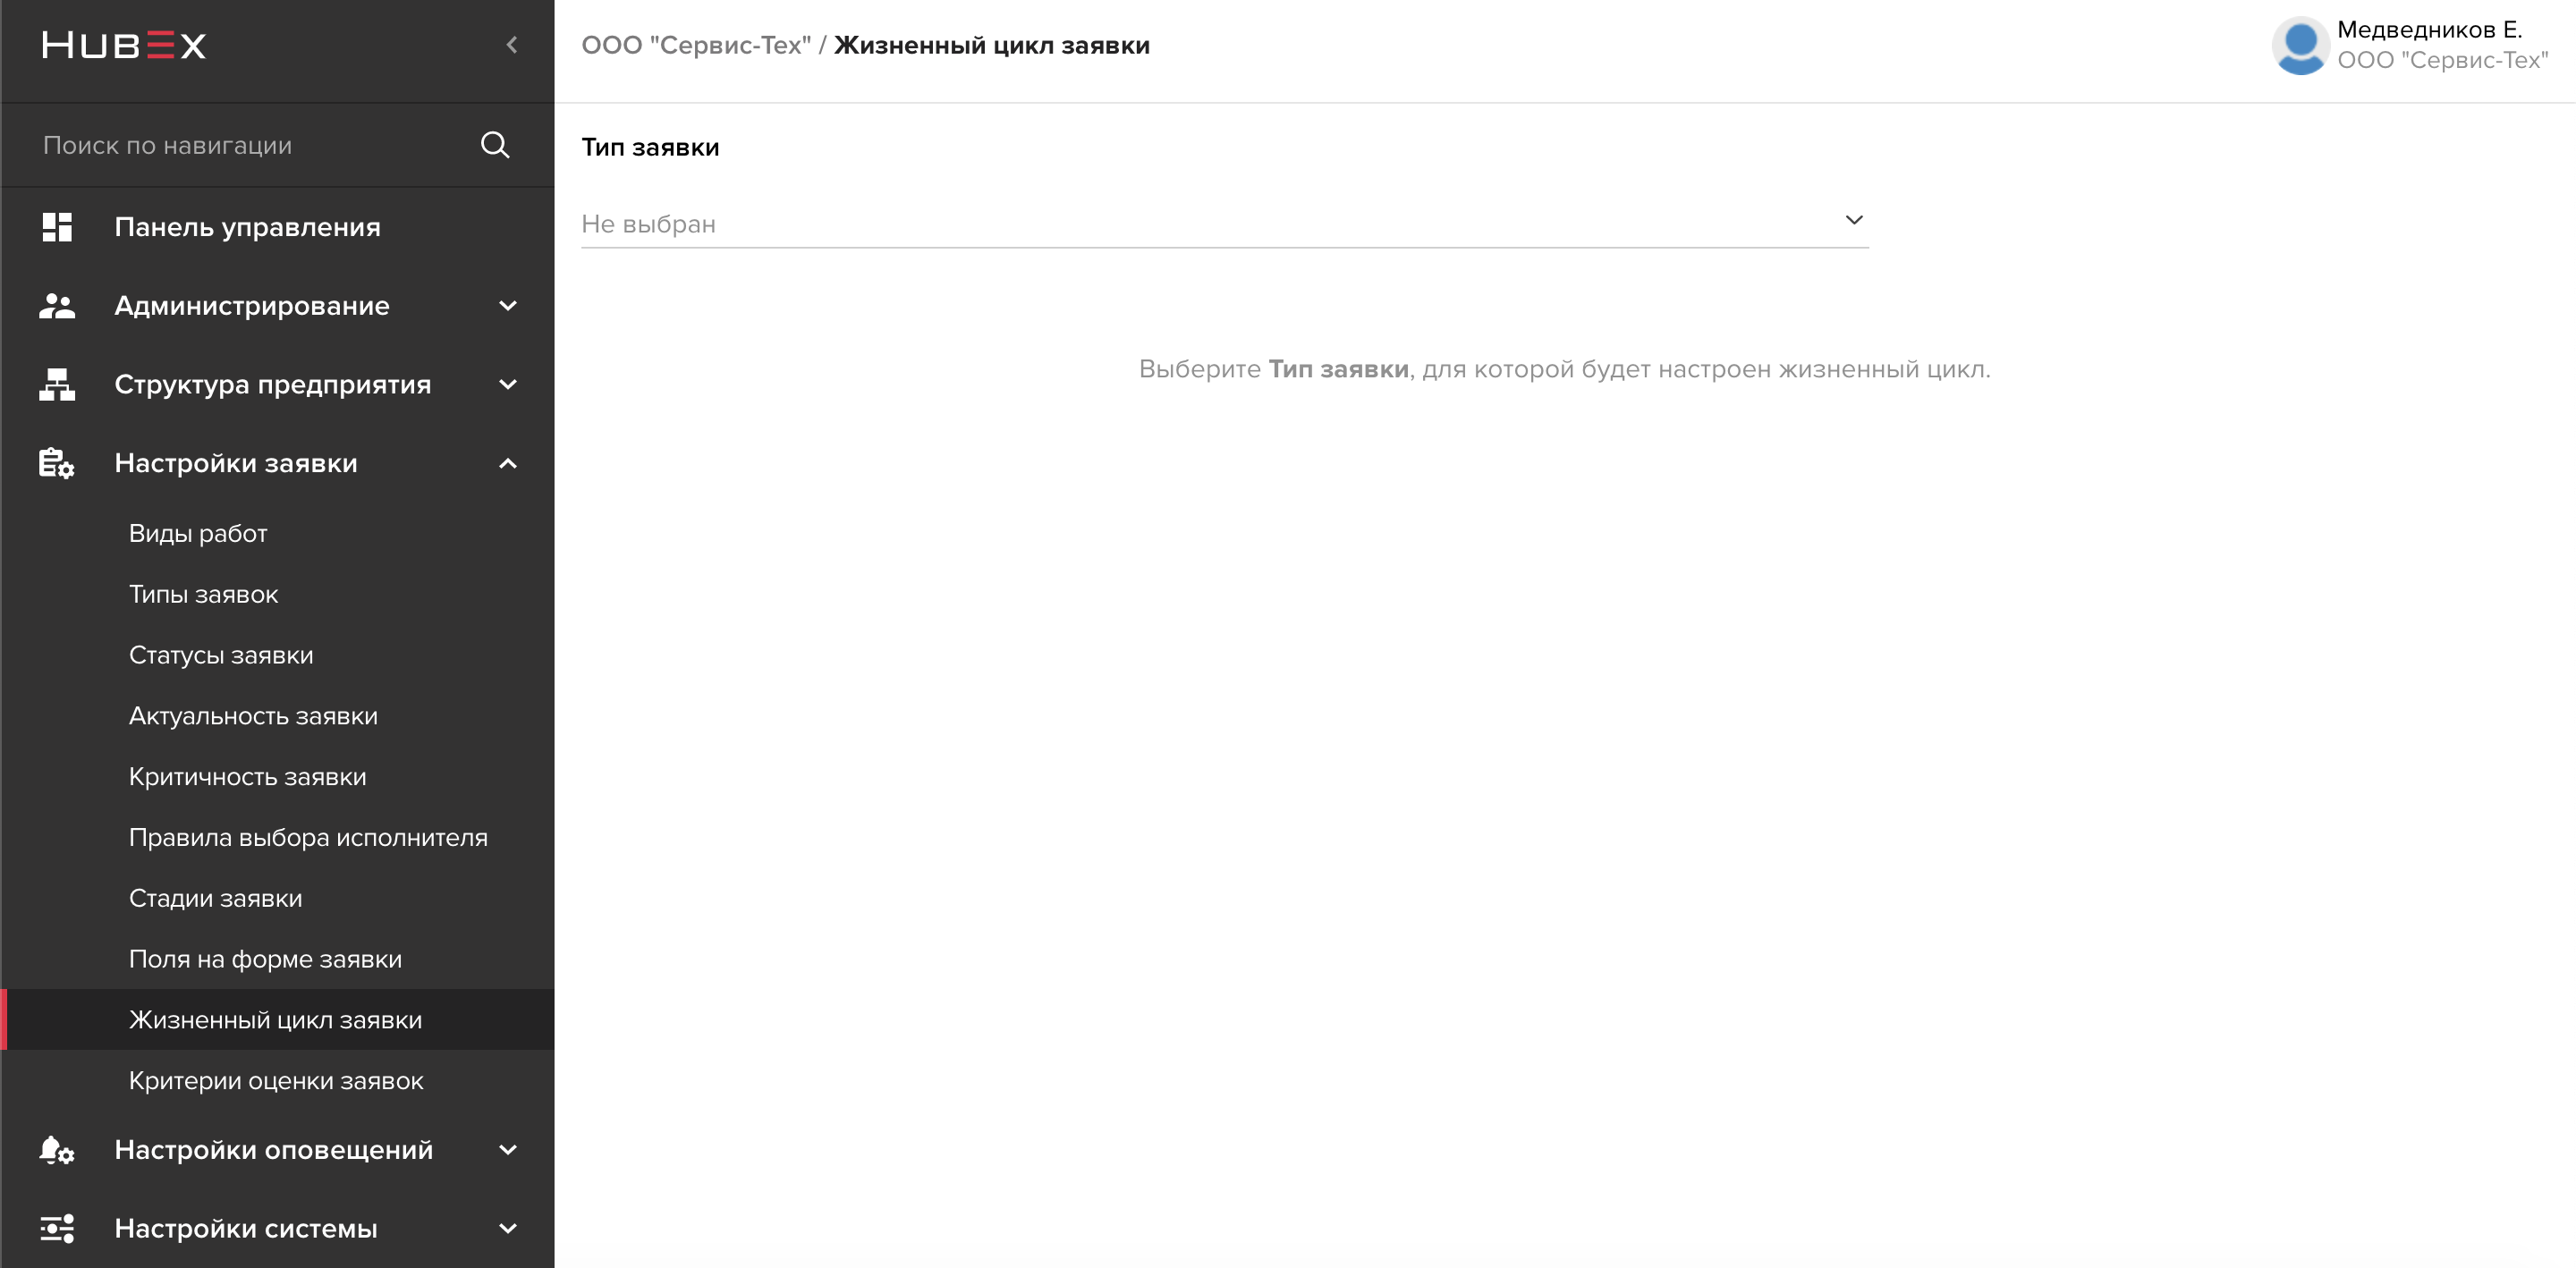 HUBEX
Поиск по навигации
Панель управления
Администрирование
Структура предприятия
Настройки заявки
Виды работ
Типы заявок
Статусы заявки
Актуальность заявки
Критичность заявки
Правила выбора исполнителя
Стадии заявки
Поля на форме заявки
Жизненный цикл заявки
Критерии оценки заявок
Настройки оповещений
Настройки системы
ООО "Сервис-Тех" / Жизненный цикл заявки
Медведников Е.
ООО "Сервис-Тех"
Тип заявки
Не выбран
Выберите Тип заявки, для которой будет настроен жизненный цикл.